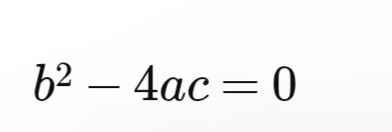 b² − 4ac = 0